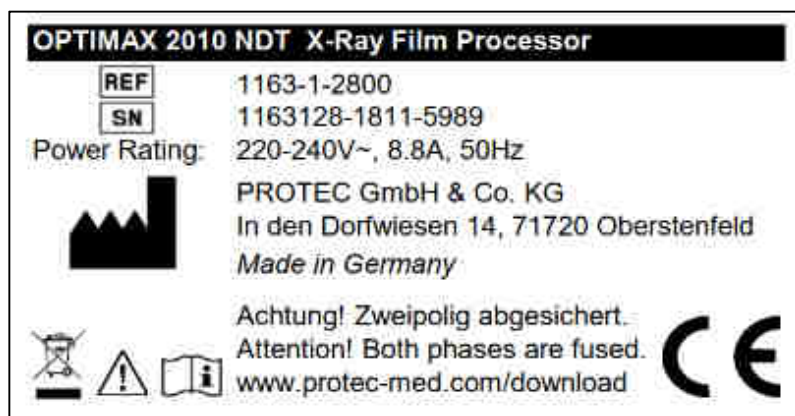 OPTIMAX 2010 NDT X-Ray Film Processor
REF 1163-1-2800
SN 1163128-1811-5989
Power Rating: 220-240V~, 8.8A, 50Hz
PROTEC GmbH & Co. KG
In den Dorfwiesen 14, 71720 Oberstenfeld
Made in Germany
Achtung! Zweipolig abgesichert.
Attention! Both phases are fused.
www.protec-med.com/download
CE